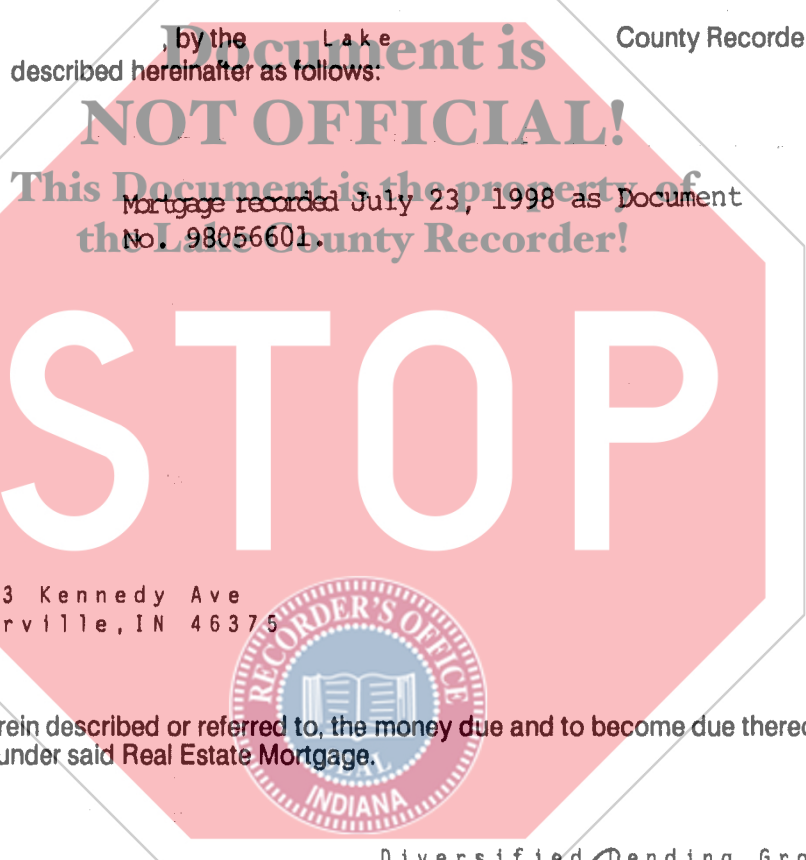 , by the Lake County Recorde
described hereinafter as follows:
Document is
NOT OFFICIAL!
This Document is the property of
the Lake County Recorder!
Mortgage recorded July 23, 1998 as Document
No. 98056601.
STOP
3 Kennedy Ave
rville, IN 46375
RECORDER'S OFFICE
SEAL
INDIANA
rein described or referred to, the money due and to become due thereo
under said Real Estate Mortgage.
Diversified Lending Gro